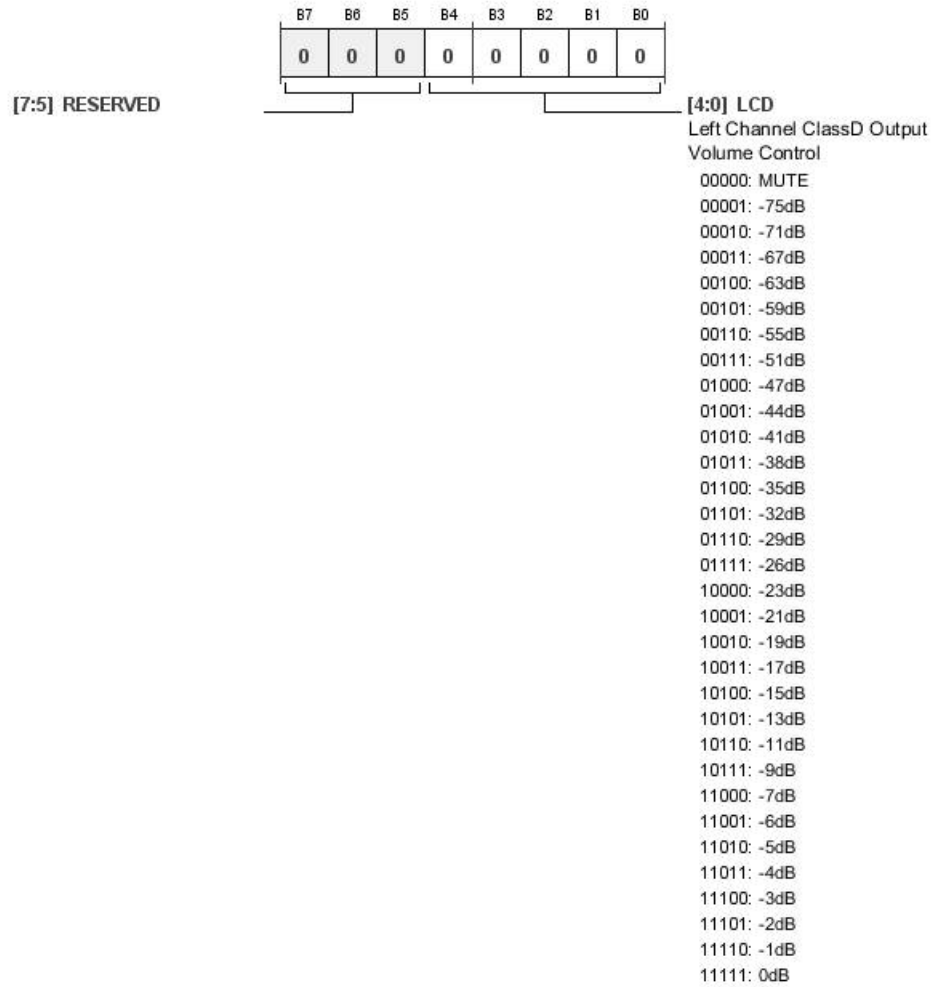 B7 B6 B5 B4 B3 B2 B1 B0
0 0 0 0 0 0 0 0
[7:5] RESERVED
[4:0] LCD
Left Channel ClassD Output
Volume Control
00000: MUTE
00001: -75dB
00010: -71dB
00011: -67dB
00100: -63dB
00101: -59dB
00110: -55dB
00111: -51dB
01000: -47dB
01001: -44dB
01010: -41dB
01011: -38dB
01100: -35dB
01101: -32dB
01110: -29dB
01111: -26dB
10000: -23dB
10001: -21dB
10010: -19dB
10011: -17dB
10100: -15dB
10101: -13dB
10110: -11dB
10111: -9dB
11000: -7dB
11001: -6dB
11010: -5dB
11011: -4dB
11100: -3dB
11101: -2dB
11110: -1dB
11111: 0dB